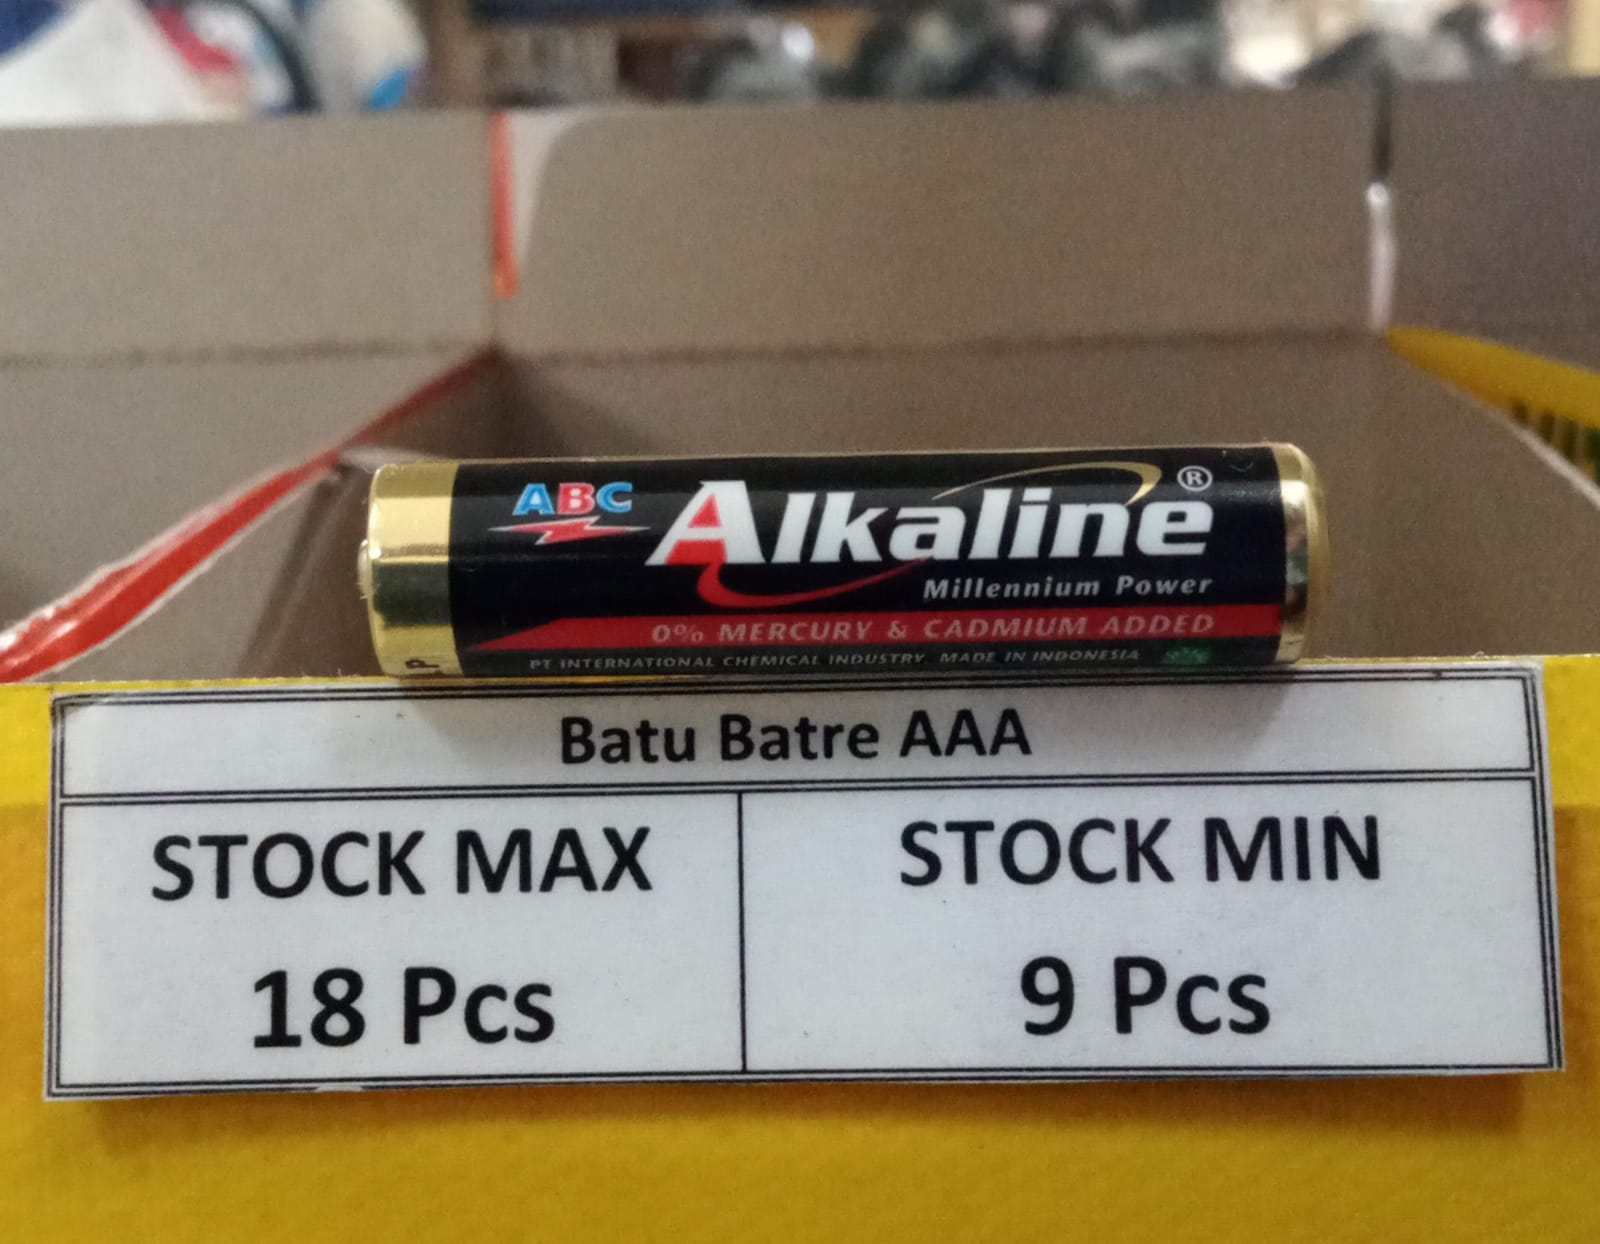 ABC
Alkaline®
Millennium Power
0% MERCURY & CADMIUM ADDED
PT INTERNATIONAL CHEMICAL INDUSTRY MADE IN INDONESIA
Batu Batre AAA
STOCK MAX
18 Pcs
STOCK MIN
9 Pcs